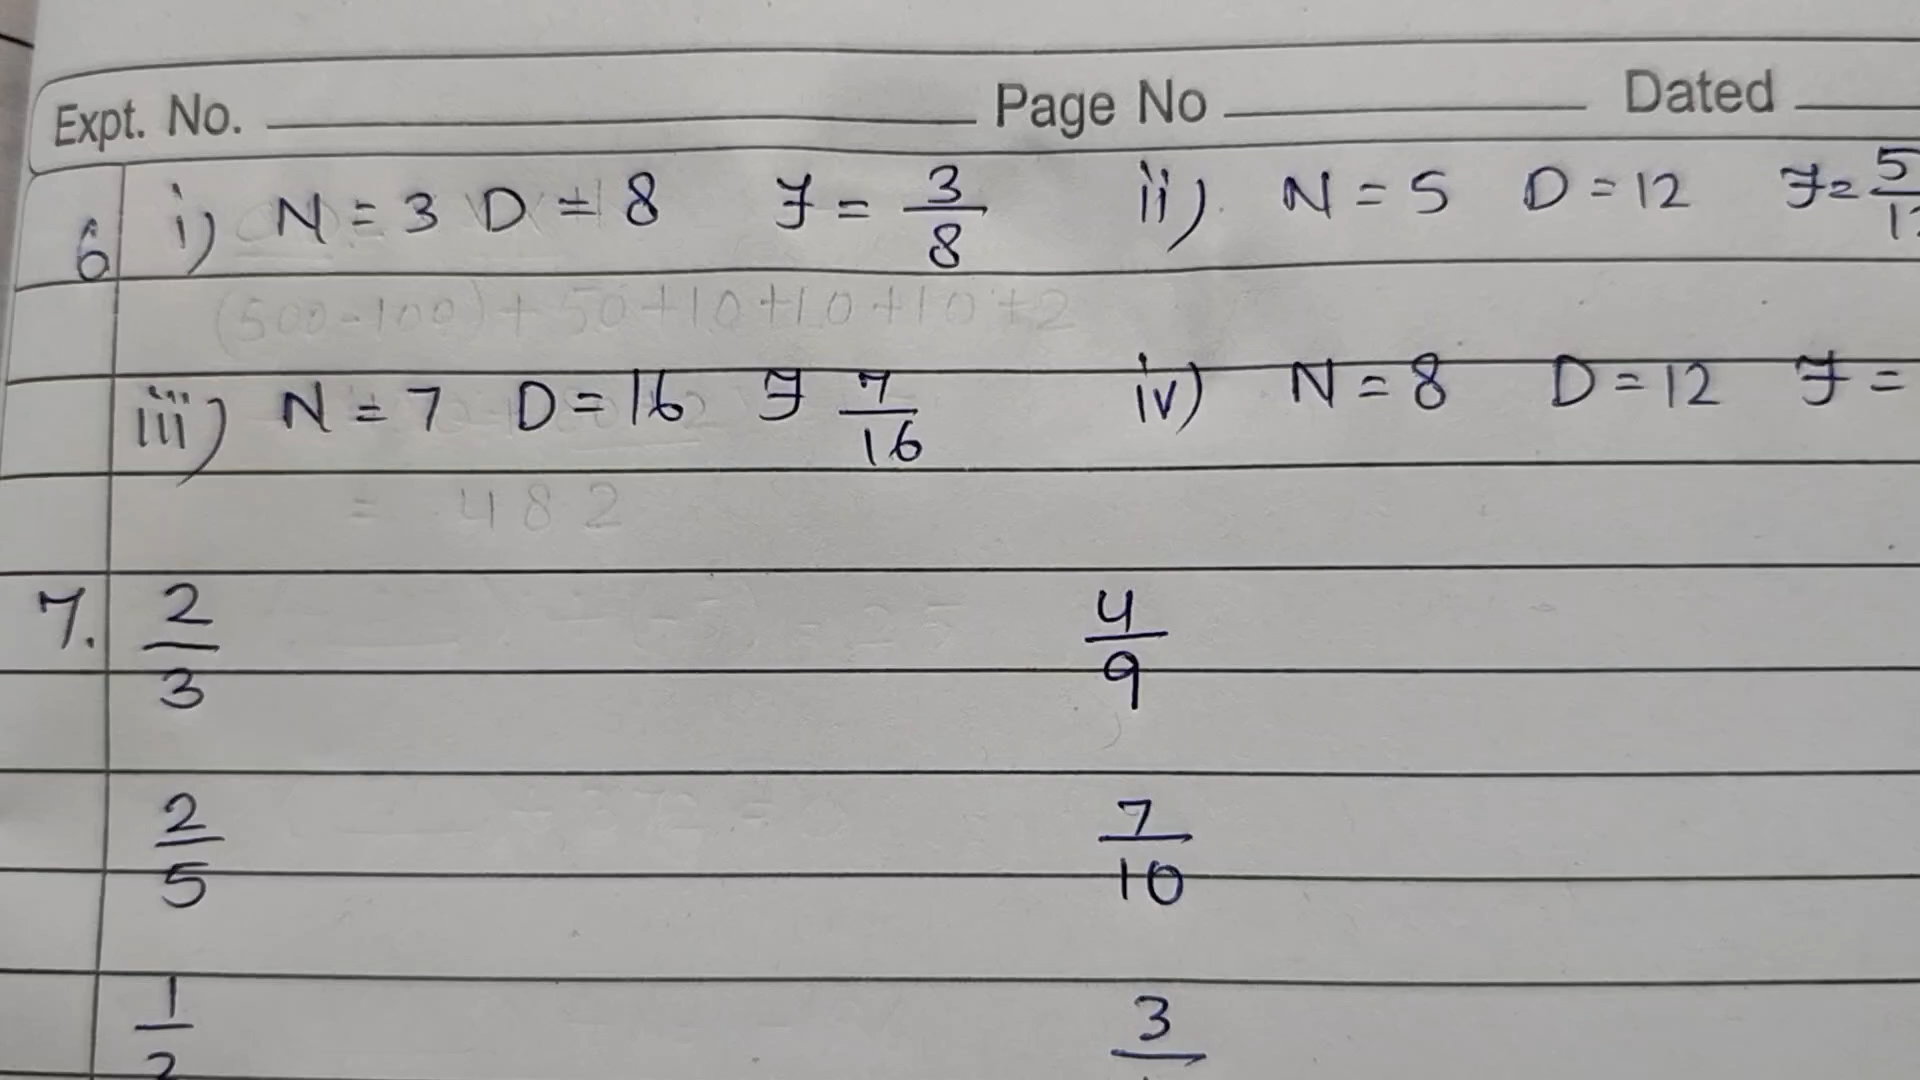 Expt. No. Page No Dated
6 i) N = 3 D = 8 F = 3/8 ii) N = 5 D = 12 F =
(500-100) + 50+10+10+10+2
iii) N = 7 D = 16 F 7/16 iv) N = 8 D = 12 F =
= 482
7. 2/3 4/9
2/5 7/10
1/2 3